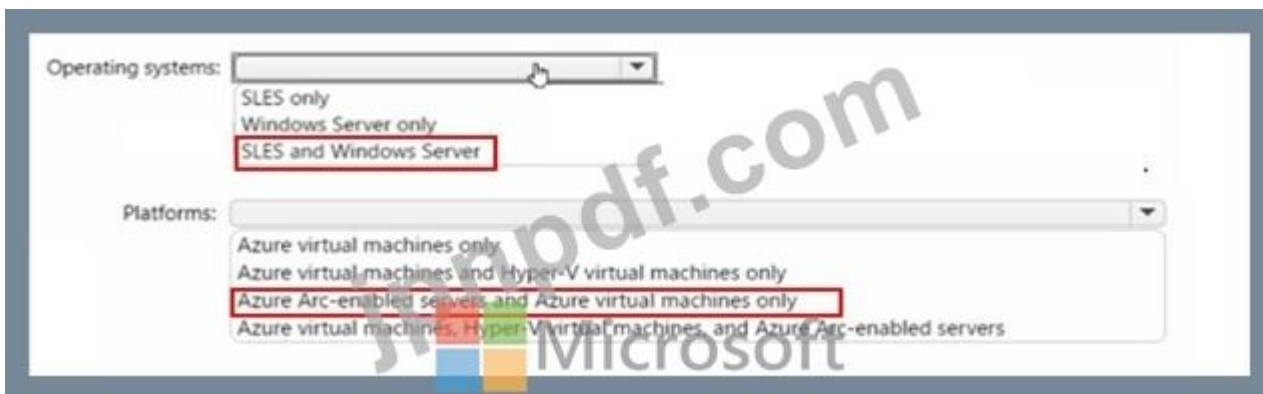 Operating systems:
SLES only
Windows Server only
SLES and Windows Server
Platforms:
Azure virtual machines only
Azure virtual machines and Hyper-V virtual machines only
Azure Arc-enabled servers and Azure virtual machines only
Azure virtual machines, Hyper-V virtual machines, and Azure Arc-enabled servers
jpnpdf.com
Microsoft